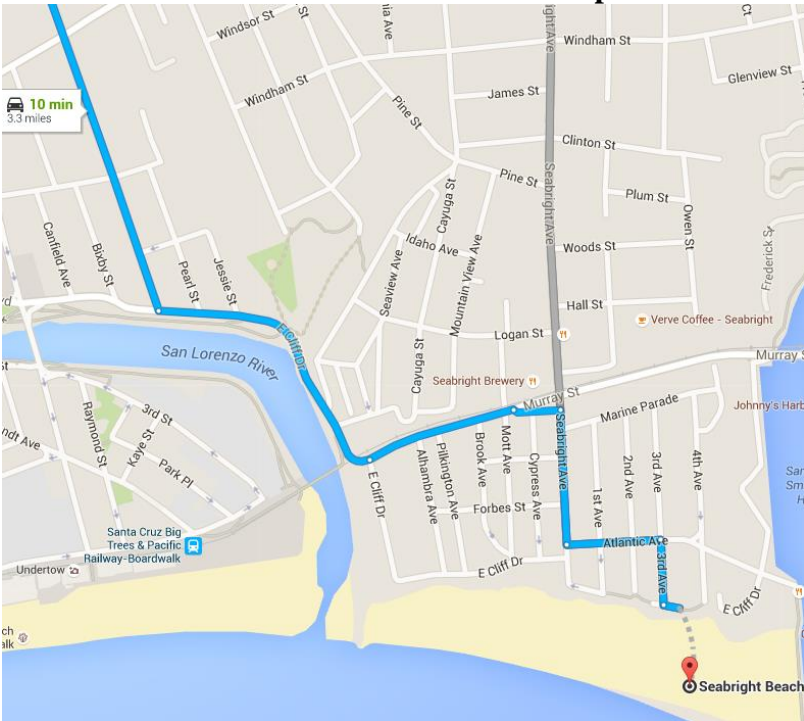 Windsor St
Windham St
Glenview St
10 min
3.3 miles
Windham St
Pine St
James St
Clinton St
Seabright Ave
Pine St
Plum St
Owen St
Canfield Ave
Bixby St
Pearl St
Jessie St
Idaho Ave
Cayuga St
Seaview Ave
Mountain View Ave
Woods St
Frederick S
Hall St
Verve Coffee - Seabright
Logan St
E Cliff Dr
San Lorenzo River
Cayuga St
Seabright Brewery
Murray St
Murray S
Johnny's Harb
Marine Parade
Raymond St
3rd St
Kaye St
Park Pl
ndt Ave
E Cliff Dr
Alhambra Ave
Pilkington Ave
Brook Ave
Mott Ave
Cypress Ave
Seabright Ave
1st Ave
2nd Ave
3rd Ave
4th Ave
Forbes St
Atlantic Ave
Santa Cruz Big
Trees & Pacific
Railway-Boardwalk
Undertow
E Cliff Dr
3rd Ave
E Cliff Dr
Seabright Beach